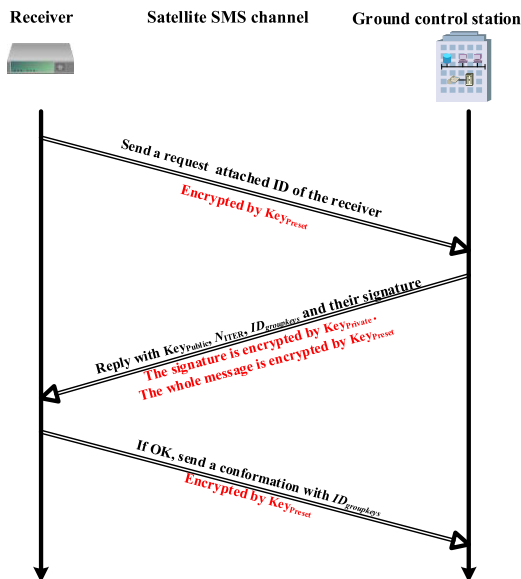 Receiver
Satellite SMS channel
Ground control station
Send a request attached ID of the receiver
Encrypted by KeyPreset
Reply with KeyPublic, NITER, IDgroupkeys and their signature
The signature is encrypted by KeyPrivate.
The whole message is encrypted by KeyPreset
If OK, send a conformation with IDgroupkeys
Encrypted by KeyPreset